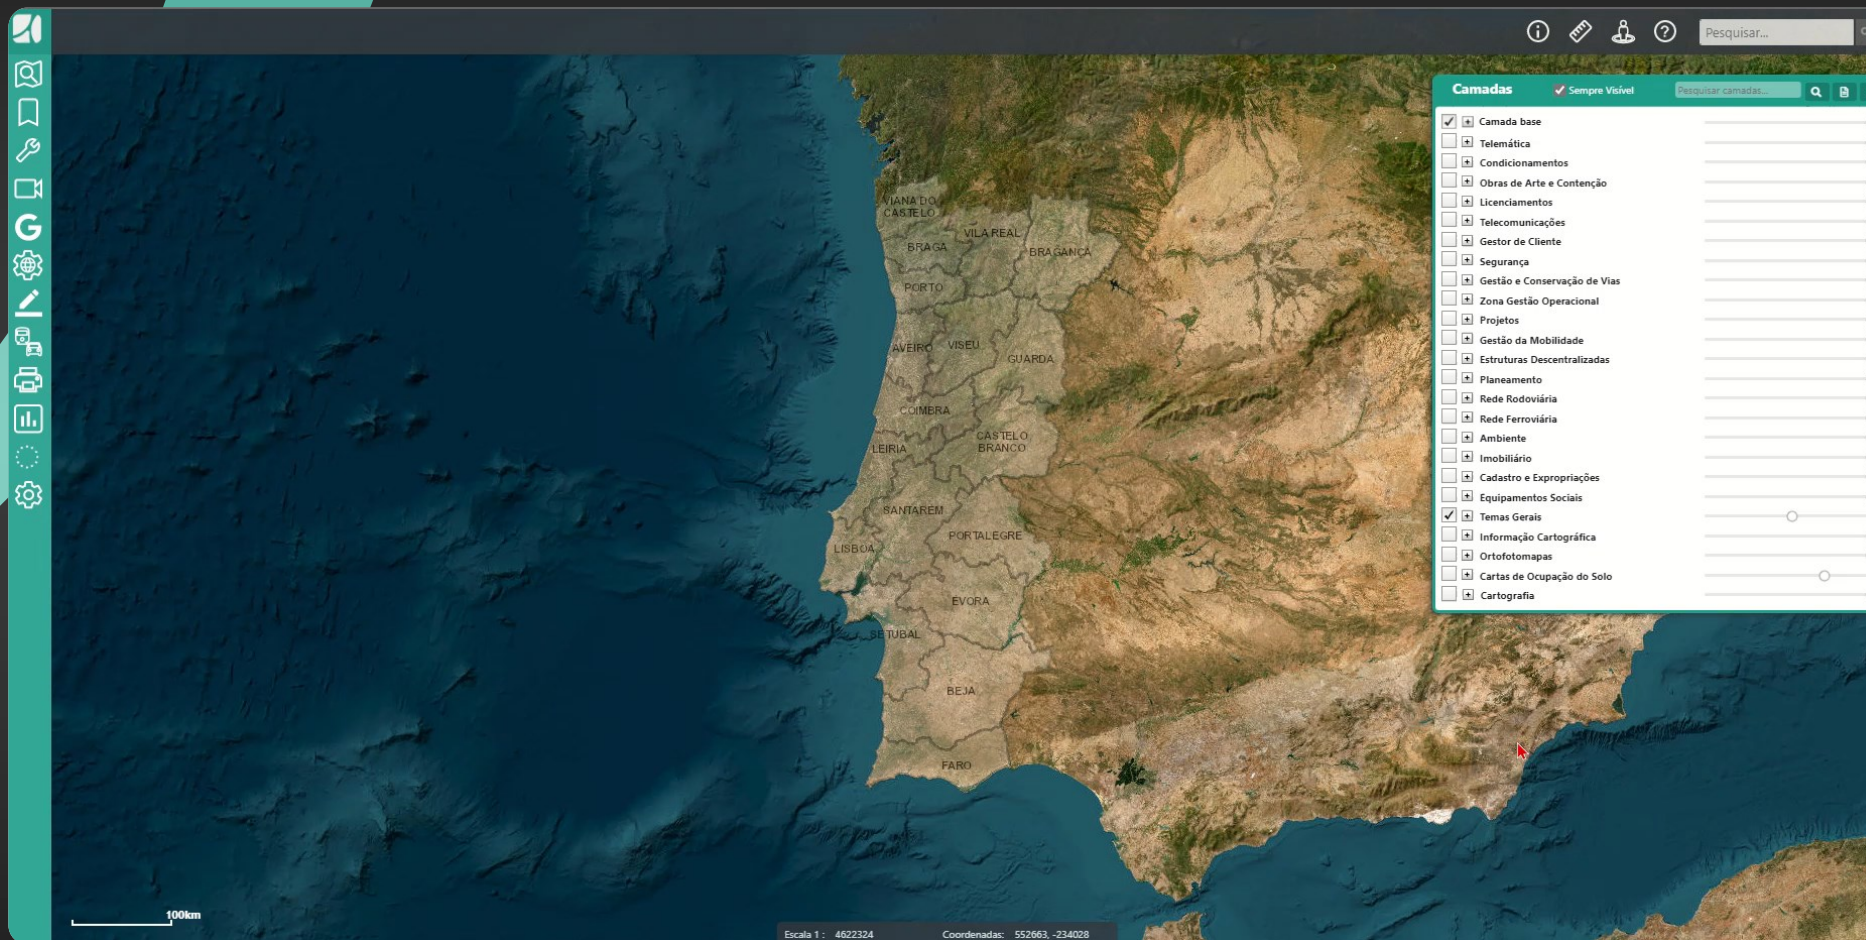 Pesquisar...
Camadas
Sempre Visível
Pesquisar camadas...
Camada base
Telemática
Condicionamentos
Obras de Arte e Contenção
Licenciamentos
Telecomunicações
Gestor de Cliente
Segurança
Gestão e Conservação de Vias
Zona Gestão Operacional
Projetos
Gestão da Mobilidade
Estruturas Descentralizadas
Planeamento
Rede Rodoviária
Rede Ferroviária
Ambiente
Imobiliário
Cadastro e Expropriações
Equipamentos Sociais
Temas Gerais
Informação Cartográfica
Ortofotomapas
Cartas de Ocupação do Solo
Cartografia
VIANA DO
CASTELO
VILA REAL
BRAGA
BRAGANCA
PORTO
AVEIRO
VISEU
GUARDA
COIMBRA
LEIRIA
CASTELO
BRANCO
SANTAREM
PORTALEGRE
LISBOA
EVORA
SETUBAL
BEJA
FARO
100km
Escala 1 : 4622324
Coordenadas: 552663, -234028